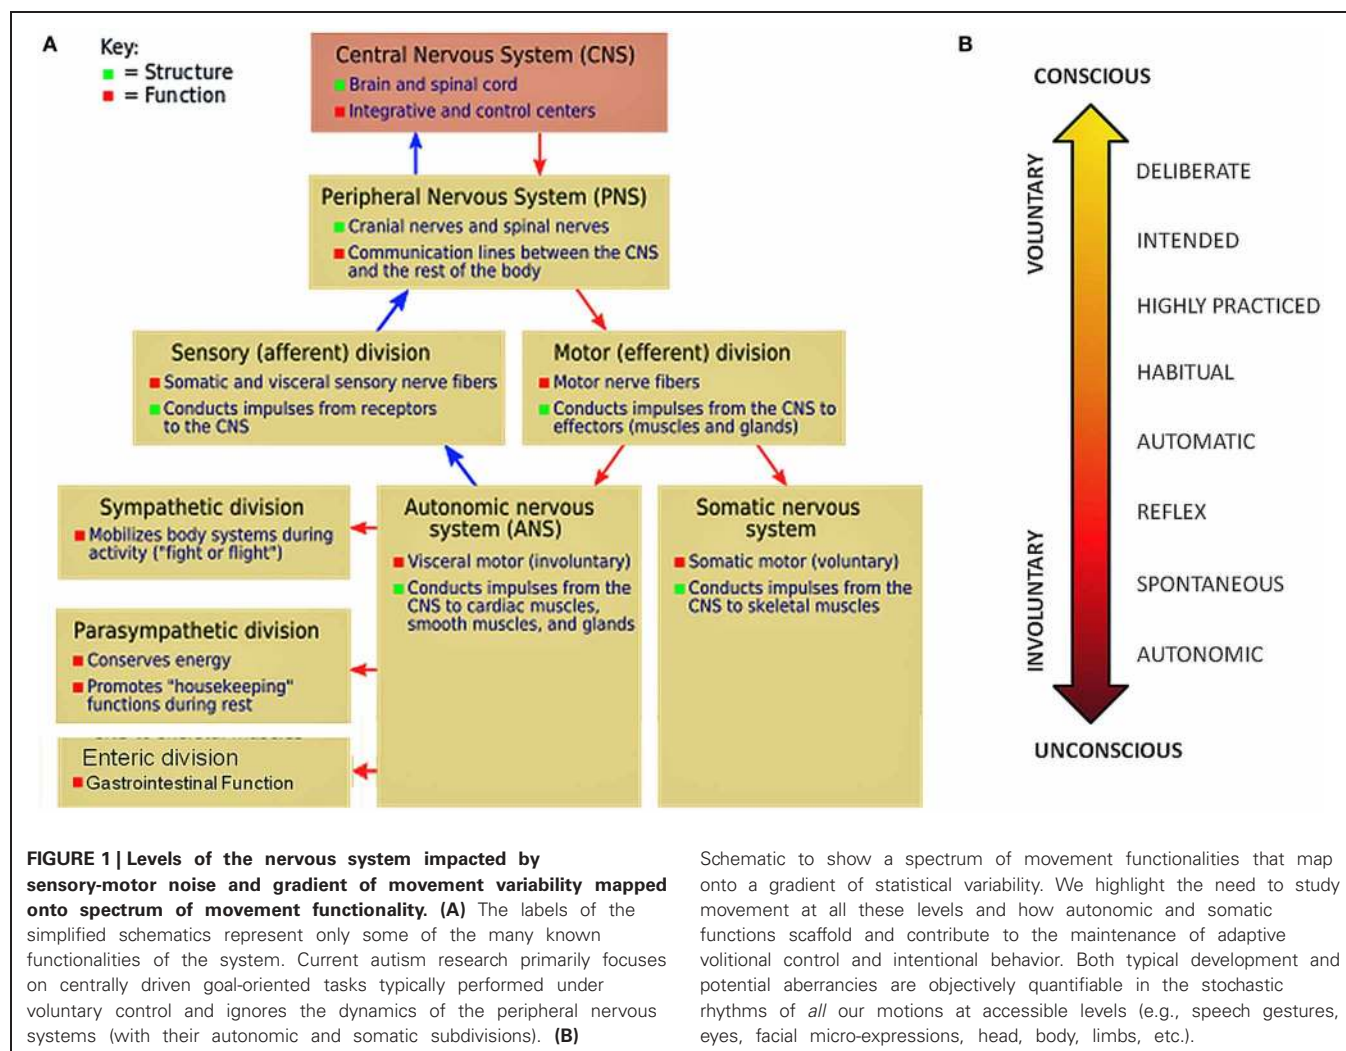 A
Key:
= Structure
= Function
Central Nervous System (CNS)
Brain and spinal cord
Integrative and control centers
Peripheral Nervous System (PNS)
Cranial nerves and spinal nerves
Communication lines between the CNS
and the rest of the body
Sensory (afferent) division
Somatic and visceral sensory nerve fibers
Conducts impulses from receptors
to the CNS
Motor (efferent) division
Motor nerve fibers
Conducts impulses from the CNS to
effectors (muscles and glands)
Sympathetic division
Mobilizes body systems during
activity ("fight or flight")
Autonomic nervous
system (ANS)
Visceral motor (involuntary)
Conducts impulses from the
CNS to cardiac muscles,
smooth muscles, and glands
Somatic nervous
system
Somatic motor (voluntary)
Conducts impulses from the
CNS to skeletal muscles
Parasympathetic division
Conserves energy
Promotes "housekeeping"
functions during rest
Enteric division
Gastrointestinal Function
B
CONSCIOUS
VOLUNTARY
DELIBERATE
INTENDED
HIGHLY PRACTICED
HABITUAL
AUTOMATIC
REFLEX
INVOLUNTARY
SPONTANEOUS
AUTONOMIC
UNCONSCIOUS
FIGURE 1 | Levels of the nervous system impacted by
sensory-motor noise and gradient of movement variability mapped
onto spectrum of movement functionality. (A) The labels of the
simplified schematics represent only some of the many known
functionalities of the system. Current autism research primarily focuses
on centrally driven goal-oriented tasks typically performed under
voluntary control and ignores the dynamics of the peripheral nervous
systems (with their autonomic and somatic subdivisions). (B)
Schematic to show a spectrum of movement functionalities that map
onto a gradient of statistical variability. We highlight the need to study
movement at all these levels and how autonomic and somatic
functions scaffold and contribute to the maintenance of adaptive
volitional control and intentional behavior. Both typical development and
potential aberrancies are objectively quantifiable in the stochastic
rhythms of all our motions at accessible levels (e.g., speech gestures,
eyes, facial micro-expressions, head, body, limbs, etc.).